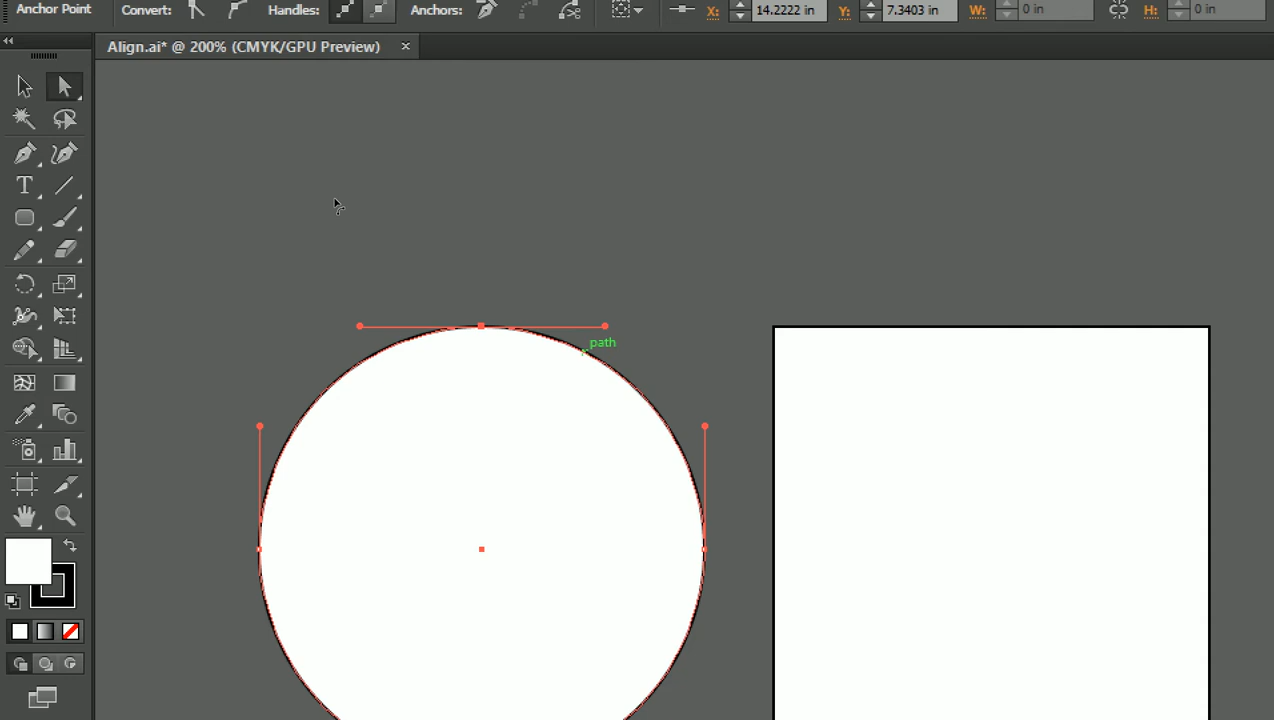 Anchor Point Convert: Handles: Anchors: X: 14.2222 in Y: 7.3403 in W: 0 in H: 0 in
Align.ai* @ 200% (CMYK/GPU Preview) ×
T
path